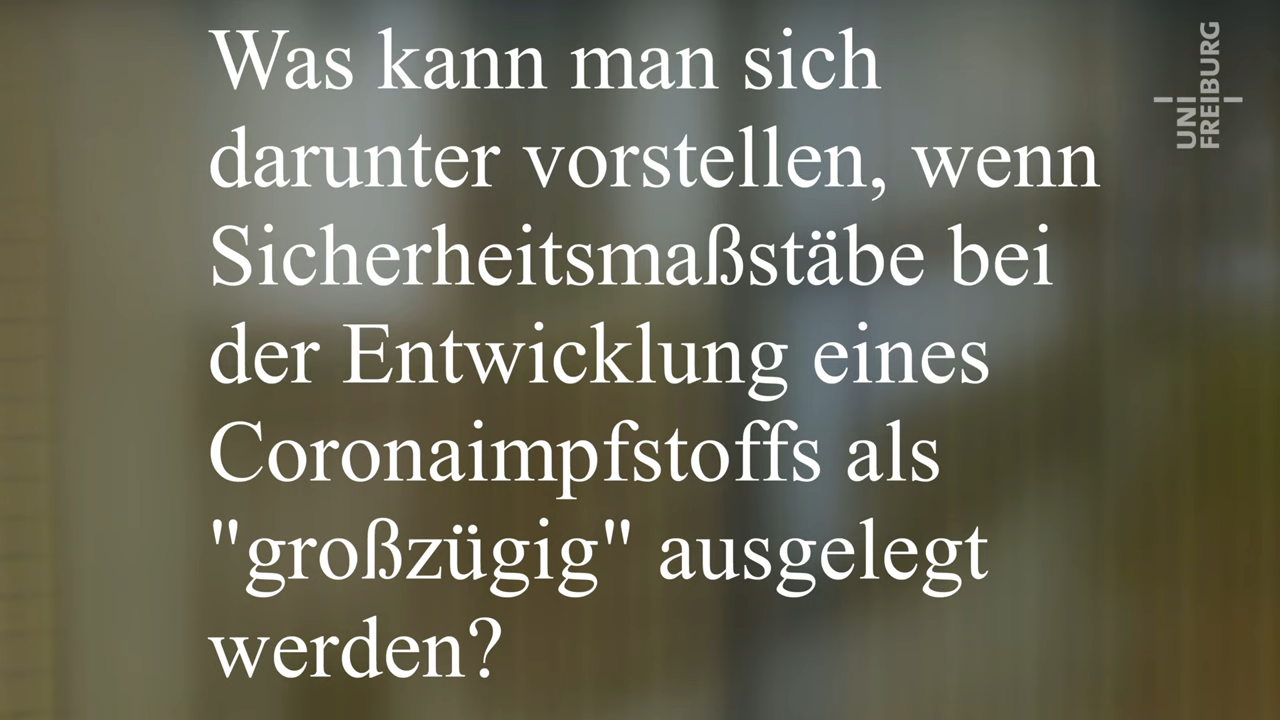 Was kann man sich
darunter vorstellen, wenn
Sicherheitsmaßstäbe bei
der Entwicklung eines
Coronaimpfstoffs als
"großzügig" ausgelegt
werden?
UNI
FREIBURG